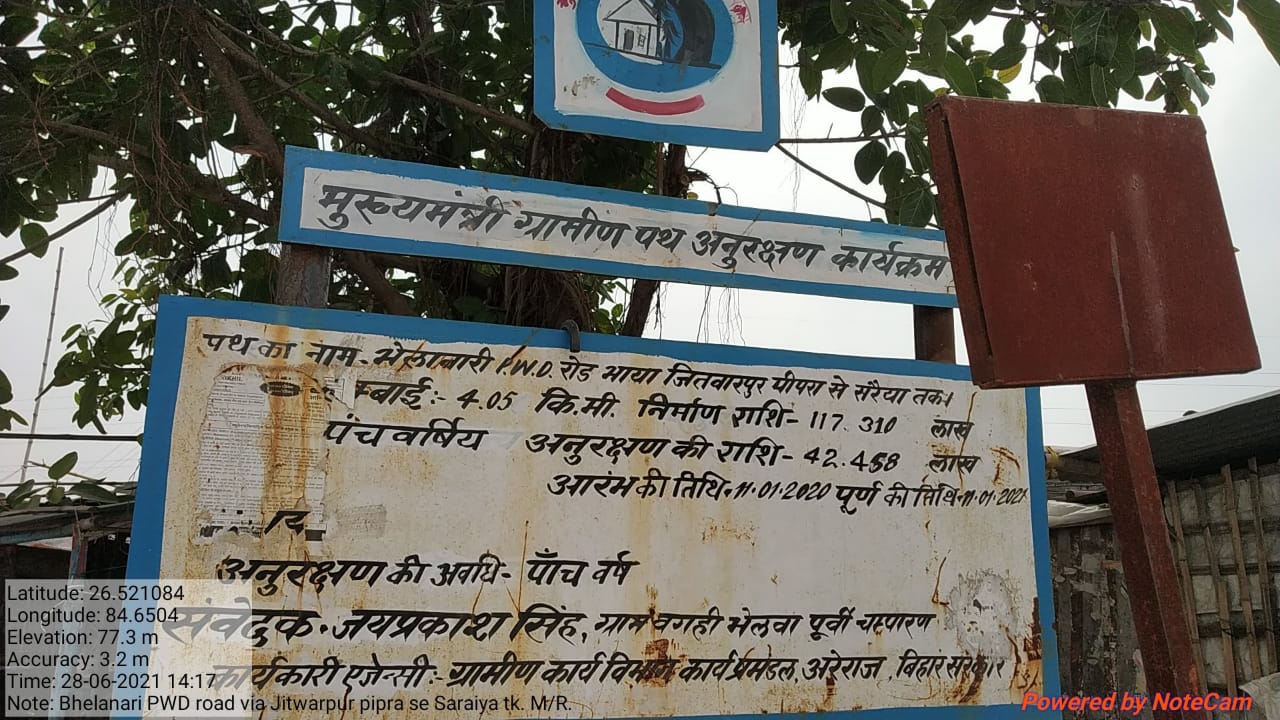 मुख्यमंत्री ग्रामीण पथ अनुरक्षण कार्यक्रम
पथ का नाम - भेलानारी P.W.D. रोड भाया जितवारपुर पीपरा से सरैया तक।
म्बाई:- 4.05 कि.मी. निर्माण राशि- 117.310 लाख
पंचवर्षिय अनुरक्षण की राशि- 42.458 लाख
आरंभ की तिथि- 11.01.2020 पूर्ण की तिथि-11.01.2021
अनुरक्षण की अवधि- पाँच वर्ष
संवेदक. जयप्रकाश सिंह, ग्राम वगही भेलवा पूर्वी चम्पारण
कार्यकारी एजेन्सी:- ग्रामीण कार्य विभाग, कार्य प्रमंडल, अरेराज, बिहार सरकार
Latitude: 26.521084
Longitude: 84.6504
Elevation: 77.3 m
Accuracy: 3.2 m
Time: 28-06-2021 14:17
Note: Bhelanari PWD road via Jitwarpur pipra se Saraiya tk. M/R.
Powered by NoteCam